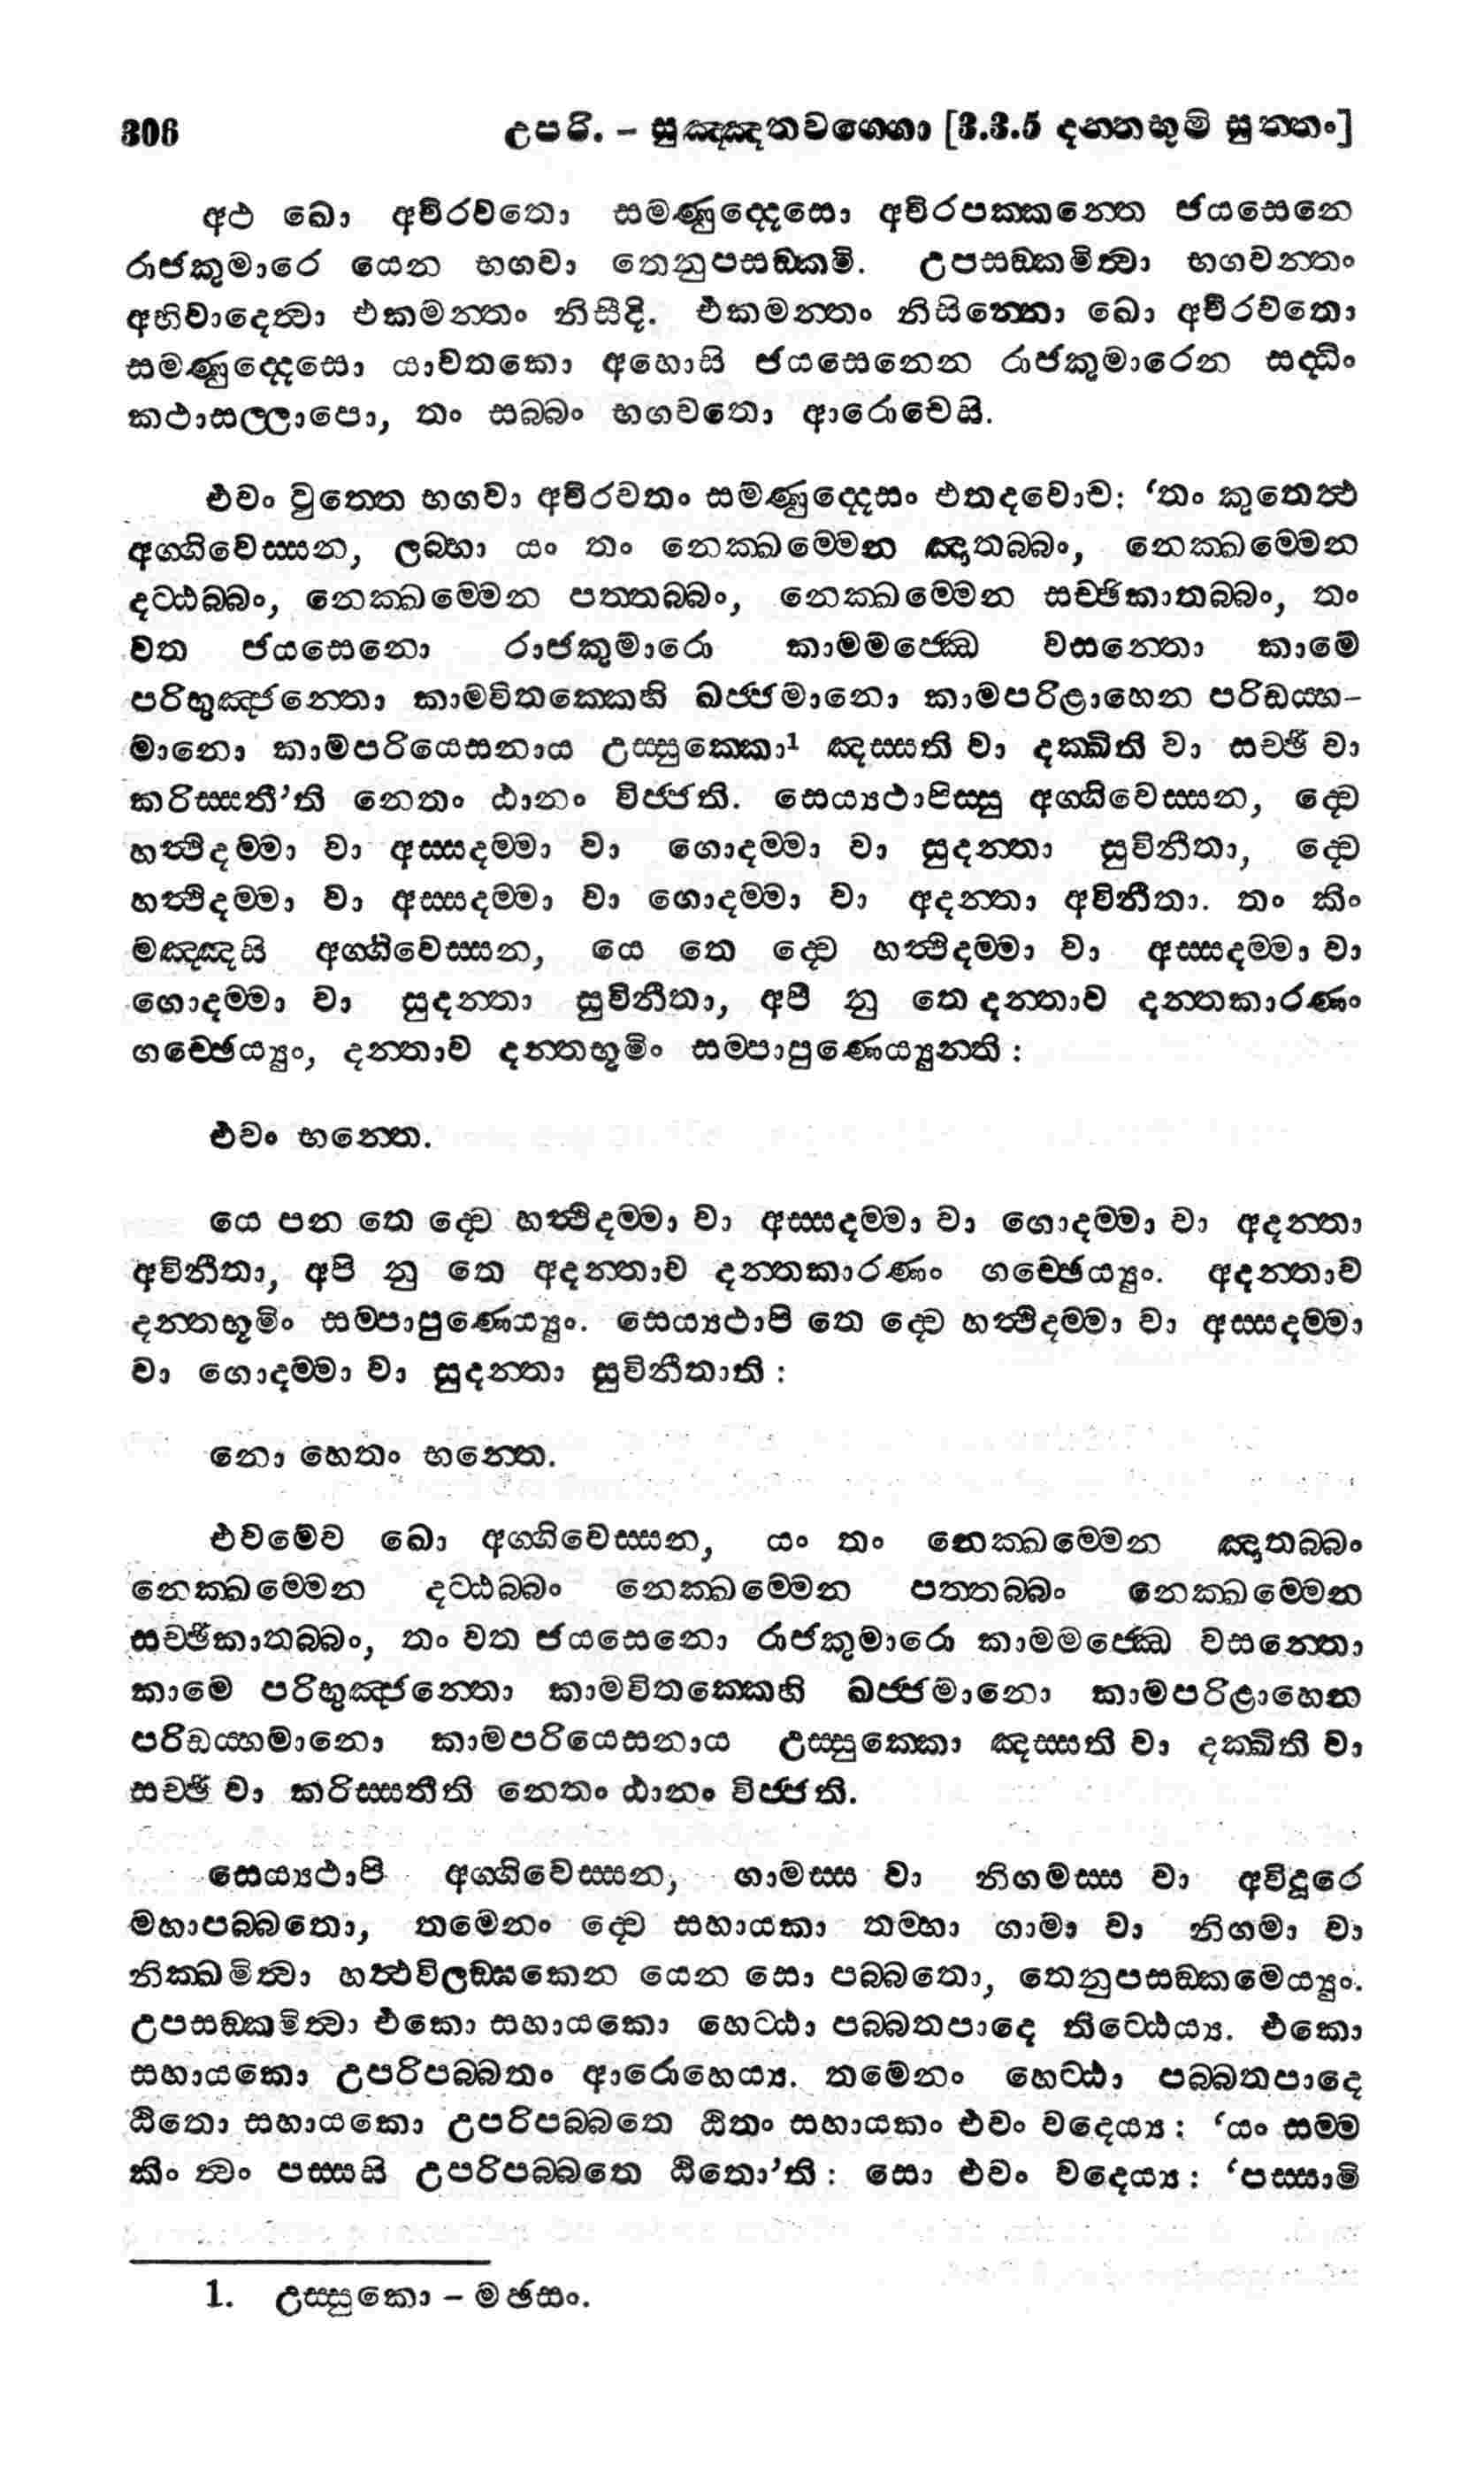 306 උපරි. – සුඤ්ඤතවග්ගො [3.3.5 දන්තභූමි සුත්තං]
අථ ඛො අචිරවතො සමණුද්දෙසො අචිරපක්කන්තෙ ජයසෙනෙ
රාජකුමාරෙ යෙන භගවා තෙනුපසඞ්කමි. උපසඞ්කමිත්වා භගවන්තං
අභිවාදෙත්වා එකමන්තං නිසීදි. එකමන්තං නිසින්නො ඛො අචිරවතො
සමණුද්දෙසො යාවතකො අහොසි ජයසෙනෙන රාජකුමාරෙන සද්ධිං
කථාසල්ලාපො, තං සබ්බං භගවතො ආරොචෙසි.
එවං වුත්තෙ භගවා අචිරවතං සමණුද්දෙසං එතදවොච: ‘තං කුතෙත්ථ
අග්ගිවෙස්සන, ලබ්භා යං තං නෙක්ඛම්මෙන ඤාතබ්බං, නෙක්ඛම්මෙන
දට්ඨබ්බං, නෙක්ඛම්මෙන පත්තබ්බං, නෙක්ඛම්මෙන සච්ඡිකාතබ්බං, තං
වත ජයසෙනො රාජකුමාරො කාමමජ්ඣෙ වසන්තො කාමෙ
පරිභුඤ්ජන්තො කාමවිතක්කෙහි ඛජ්ජමානො කාමපරිළාහෙන පරිඩය්හ-
මානො කාමපරියෙසනාය උස්සුක්කො¹ ඤස්සති වා දක්ඛිති වා සච්ඡි වා
කරිස්සතී’ති නෙතං ඨානං විජ්ජති. සෙය්‍යථාපිස්සු අග්ගිවෙස්සන, ද්වෙ
හත්ථිදම්මා වා අස්සදම්මා වා ගොදම්මා වා සුදන්තා සුවිනීතා, ද්වෙ
හත්ථිදම්මා වා අස්සදම්මා වා ගොදම්මා වා අදන්තා අවිනීතා. තං කිං
මඤ්ඤසි අග්ගිවෙස්සන, යෙ තෙ ද්වෙ හත්ථිදම්මා වා අස්සදම්මා වා
ගොදම්මා වා සුදන්තා සුවිනීතා, අපි නු තෙ දන්තාව දන්තකාරණං
ගච්ඡෙය්‍යුං, දන්තාව දන්තභූමිං සම්පාපුණෙය්‍යුන්ති :
එවං භන්තෙ.
යෙ පන තෙ ද්වෙ හත්ථිදම්මා වා අස්සදම්මා වා ගොදම්මා වා අදන්තා
අවිනීතා, අපි නු තෙ අදන්තාව දන්තකාරණං ගච්ඡෙය්‍යුං. අදන්තාව
දන්තභූමිං සම්පාපුණෙය්‍යුං. සෙය්‍යථාපි තෙ ද්වෙ හත්ථිදම්මා වා අස්සදම්මා
වා ගොදම්මා වා සුදන්තා සුවිනීතාති :
නො හෙතං භන්තෙ.
එවමේව ඛො අග්ගිවෙස්සන, යං තං නෙක්ඛම්මෙන ඤාතබ්බං
නෙක්ඛම්මෙන දට්ඨබ්බං නෙක්ඛම්මෙන පත්තබ්බං නෙක්ඛම්මෙන
සච්ඡිකාතබ්බං, තං වත ජයසෙනො රාජකුමාරො කාමමජ්ඣෙ වසන්තො
කාමෙ පරිභුඤ්ජන්තො කාමවිතක්කෙහි ඛජ්ජමානො කාමපරිළාහෙන
පරිඩය්හමානො කාමපරියෙසනාය උස්සුක්කො ඤස්සති වා දක්ඛිති වා
සච්ඡි වා කරිස්සතීති නෙතං ඨානං විජ්ජති.
සෙය්‍යථාපි අග්ගිවෙස්සන, ගාමස්ස වා නිගමස්ස වා අවිදූරෙ
මහාපබ්බතො, තමෙනං ද්වෙ සහායකා තම්හා ගාමා වා නිගමා වා
නික්ඛමිත්වා හත්ථවිලඞ්ඝකෙන යෙන සො පබ්බතො, තෙනුපසඞ්කමෙය්‍යුං.
උපසඞ්කමිත්වා එකො සහායකො හෙට්ඨා පබ්බතපාදෙ තිට්ඨෙය්‍ය. එකො
සහායකො උපරිපබ්බතං ආරොහෙය්‍ය. තමෙනං හෙට්ඨා පබ්බතපාදෙ
ඨිතො සහායකො උපරිපබ්බතෙ ඨිතං සහායකං එවං වදෙය්‍ය : ‘යං සම්ම
කිං ත්වං පස්සසි උපරිපබ්බතෙ ඨිතො’ති : සො එවං වදෙය්‍ය : ‘පස්සාමි
1. උස්සුකො – මඡසං.